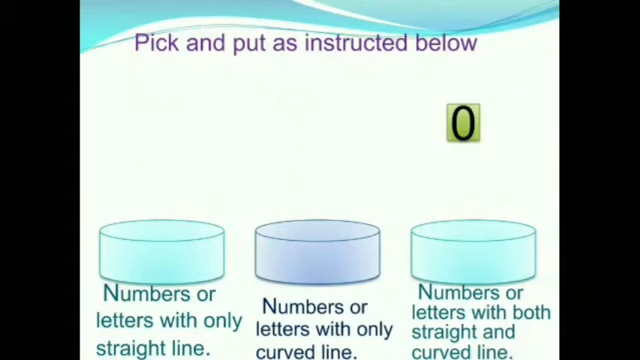 Pick and put as instructed below
0
Numbers or
letters with only
straight line.
Numbers or
letters with only
curved line.
Numbers or
letters with both
straight and
curved line.